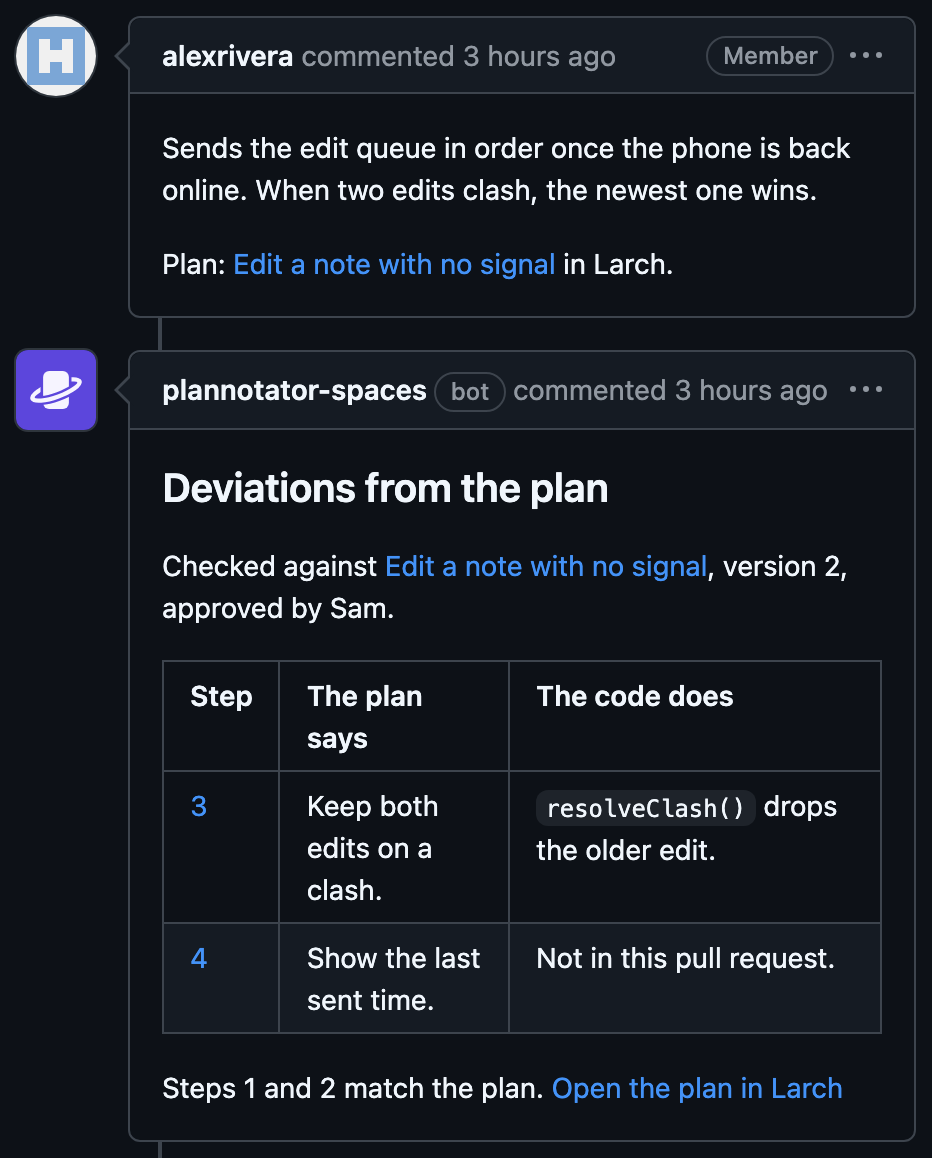 alexrivera commented 3 hours ago Member
Sends the edit queue in order once the phone is back
online. When two edits clash, the newest one wins.
Plan: Edit a note with no signal in Larch.
plannotator-spaces bot commented 3 hours ago
Deviations from the plan
Checked against Edit a note with no signal, version 2,
approved by Sam.
Step The plan says The code does
3 Keep both edits on a clash. resolveClash() drops the older edit.
4 Show the last sent time. Not in this pull request.
Steps 1 and 2 match the plan. Open the plan in Larch